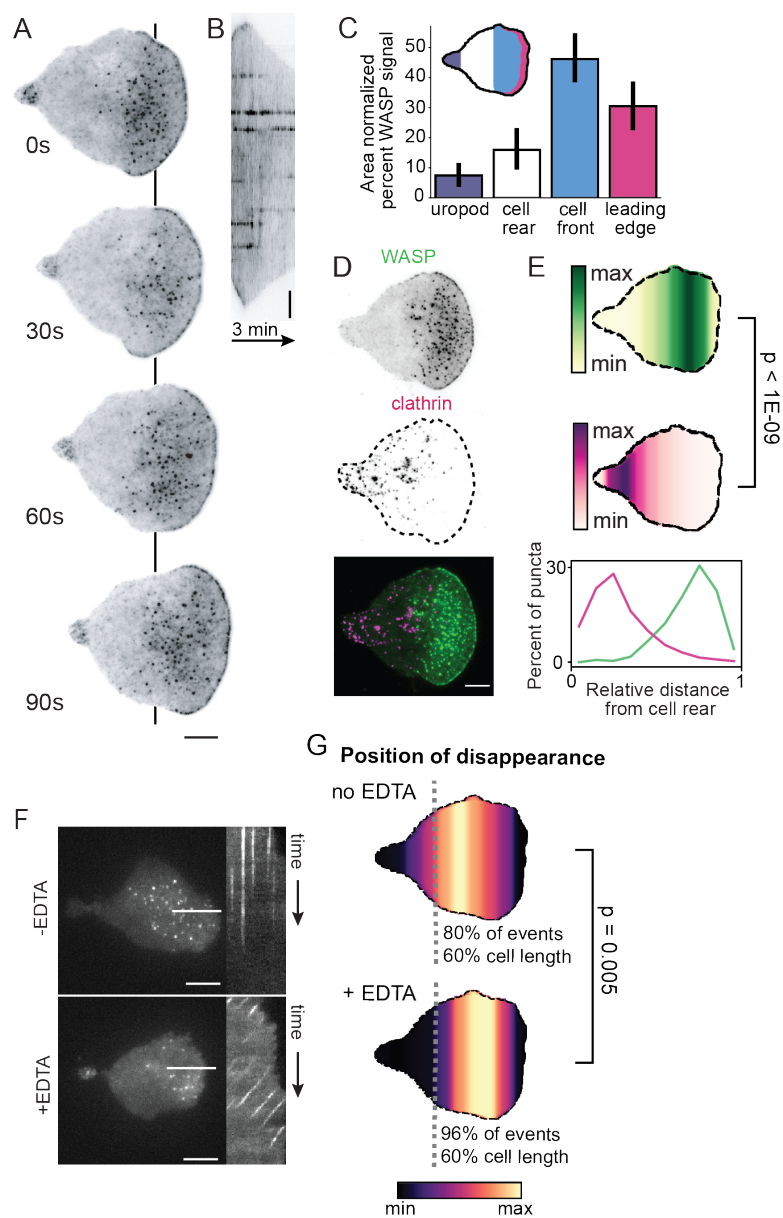 A
0s
30s
60s
90s
B
3 min
C
Area normalized
percent WASP signal
50
40
30
20
10
0
uropod
cell
rear
cell
front
leading
edge
D
WASP
clathrin
E
max
min
max
min
p < 1E-09
Percent of puncta
30
0
0
1
Relative distance
from cell rear
F
-EDTA
time
+EDTA
time
G
Position of disappearance
no EDTA
80% of events
60% cell length
+ EDTA
96% of events
60% cell length
p = 0.005
min
max